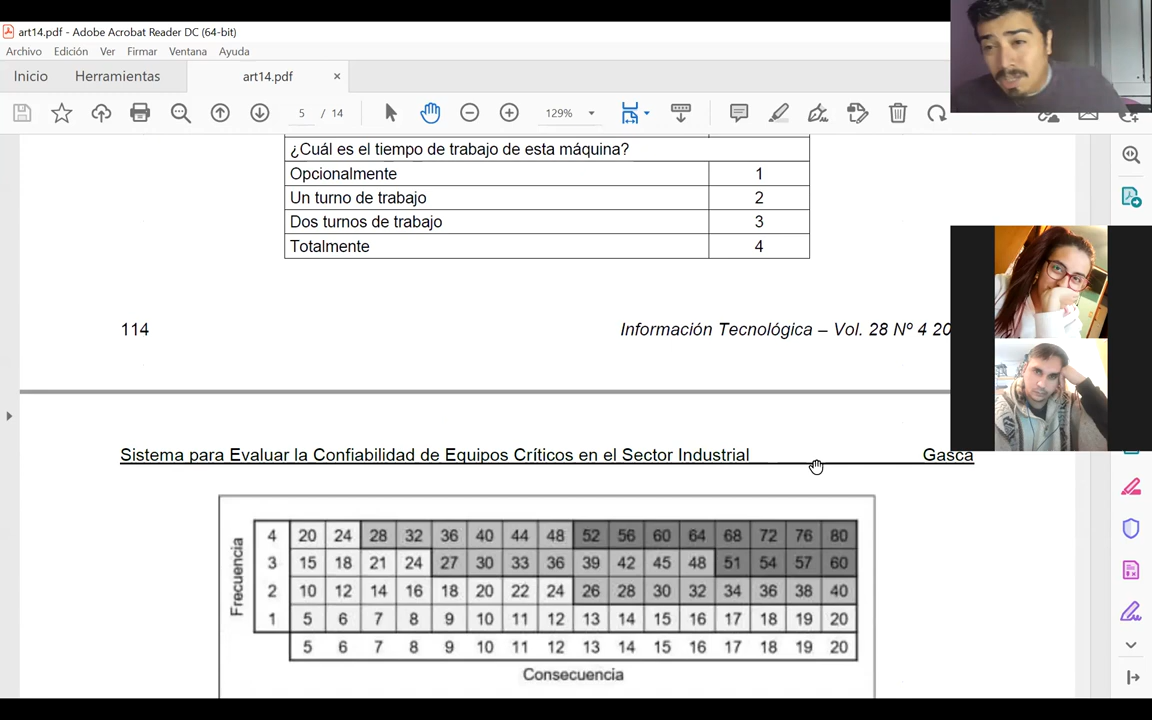 art14.pdf - Adobe Acrobat Reader DC (64-bit)
Archivo Edición Ver Firmar Ventana Ayuda
Inicio Herramientas art14.pdf ×
5 / 14 129%
¿Cuál es el tiempo de trabajo de esta máquina?
Opcionalmente 1
Un turno de trabajo 2
Dos turnos de trabajo 3
Totalmente 4
114 Información Tecnológica – Vol. 28 Nº 4 20
Sistema para Evaluar la Confiabilidad de Equipos Críticos en el Sector Industrial Gasca
Frecuencia
4 20 24 28 32 36 40 44 48 52 56 60 64 68 72 76 80
3 15 18 21 24 27 30 33 36 39 42 45 48 51 54 57 60
2 10 12 14 16 18 20 22 24 26 28 30 32 34 36 38 40
1 5 6 7 8 9 10 11 12 13 14 15 16 17 18 19 20
5 6 7 8 9 10 11 12 13 14 15 16 17 18 19 20
Consecuencia